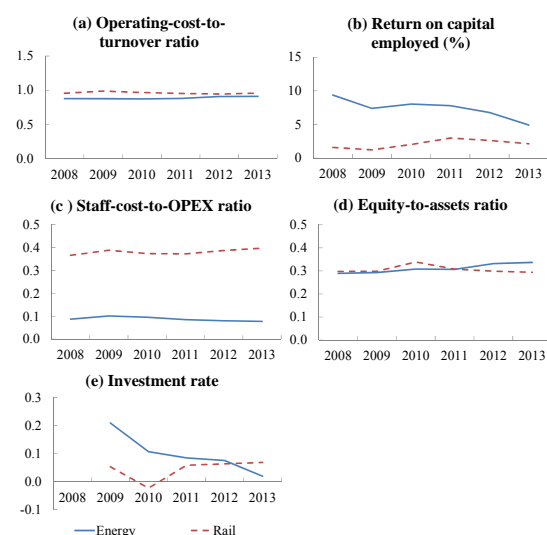 (a) Operating-cost-to-
turnover ratio
1.5
1.0
0.5
0.0
2008 2009 2010 2011 2012 2013
(b) Return on capital
employed (%)
15
10
5
0
2008 2009 2010 2011 2012 2013
(c ) Staff-cost-to-OPEX ratio
0.5
0.4
0.3
0.2
0.1
0.0
2008 2009 2010 2011 2012 2013
(d) Equity-to-assets ratio
0.5
0.4
0.3
0.2
0.1
0.0
2008 2009 2010 2011 2012 2013
(e) Investment rate
0.3
0.2
0.1
0.0
-0.1
2008 2009 2010 2011 2012 2013
Energy Rail